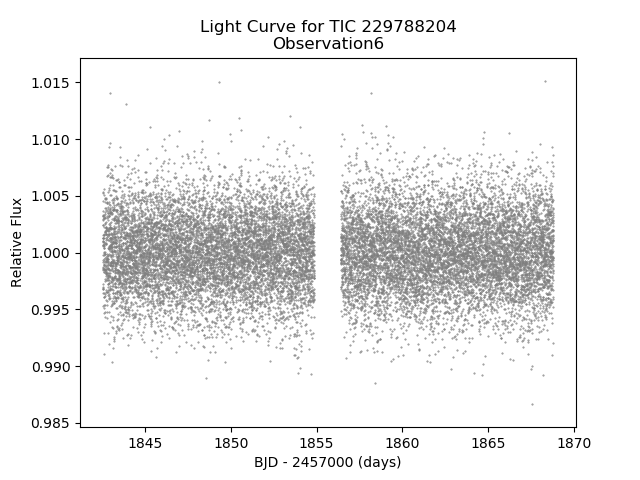 Light Curve for TIC 229788204
Observation6
1.015
1.010
1.005
1.000
0.995
0.990
0.985
Relative Flux
1845 1850 1855 1860 1865 1870
BJD - 2457000 (days)